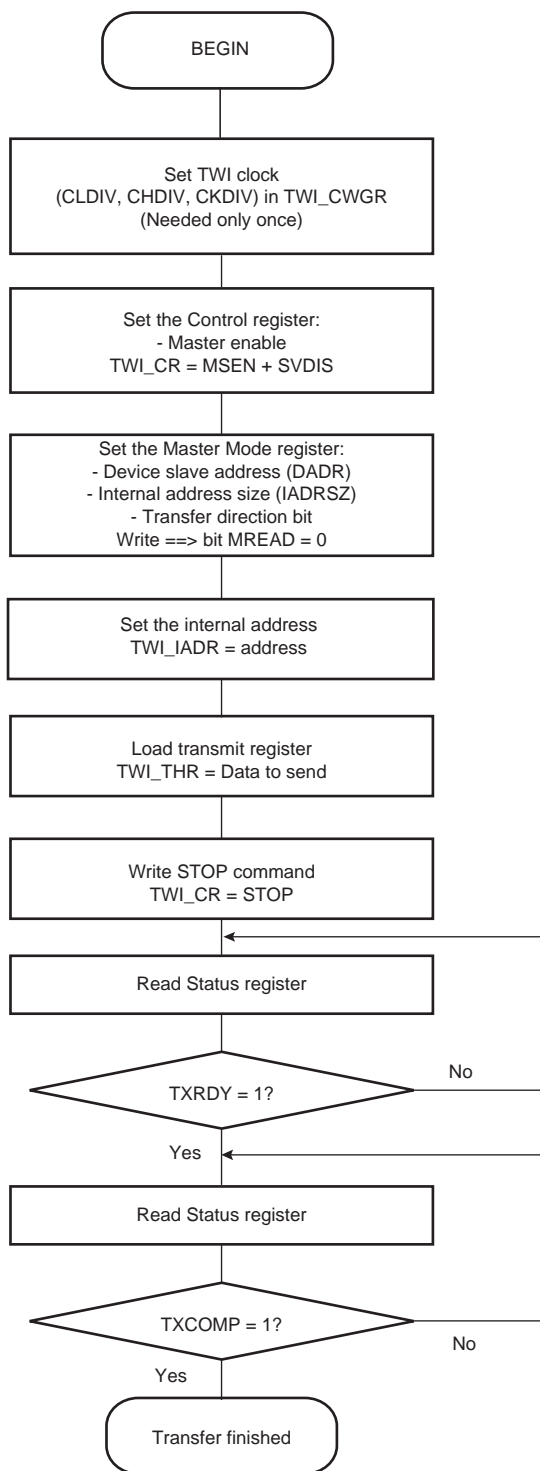 BEGIN
Set TWI clock
(CLDIV, CHDIV, CKDIV) in TWI_CWGR
(Needed only once)
Set the Control register:
- Master enable
TWI_CR = MSEN + SVDIS
Set the Master Mode register:
- Device slave address (DADR)
- Internal address size (IADRSZ)
- Transfer direction bit
Write ==> bit MREAD = 0
Set the internal address
TWI_IADR = address
Load transmit register
TWI_THR = Data to send
Write STOP command
TWI_CR = STOP
Read Status register
TXRDY = 1?
No
Yes
Read Status register
TXCOMP = 1?
No
Yes
Transfer finished